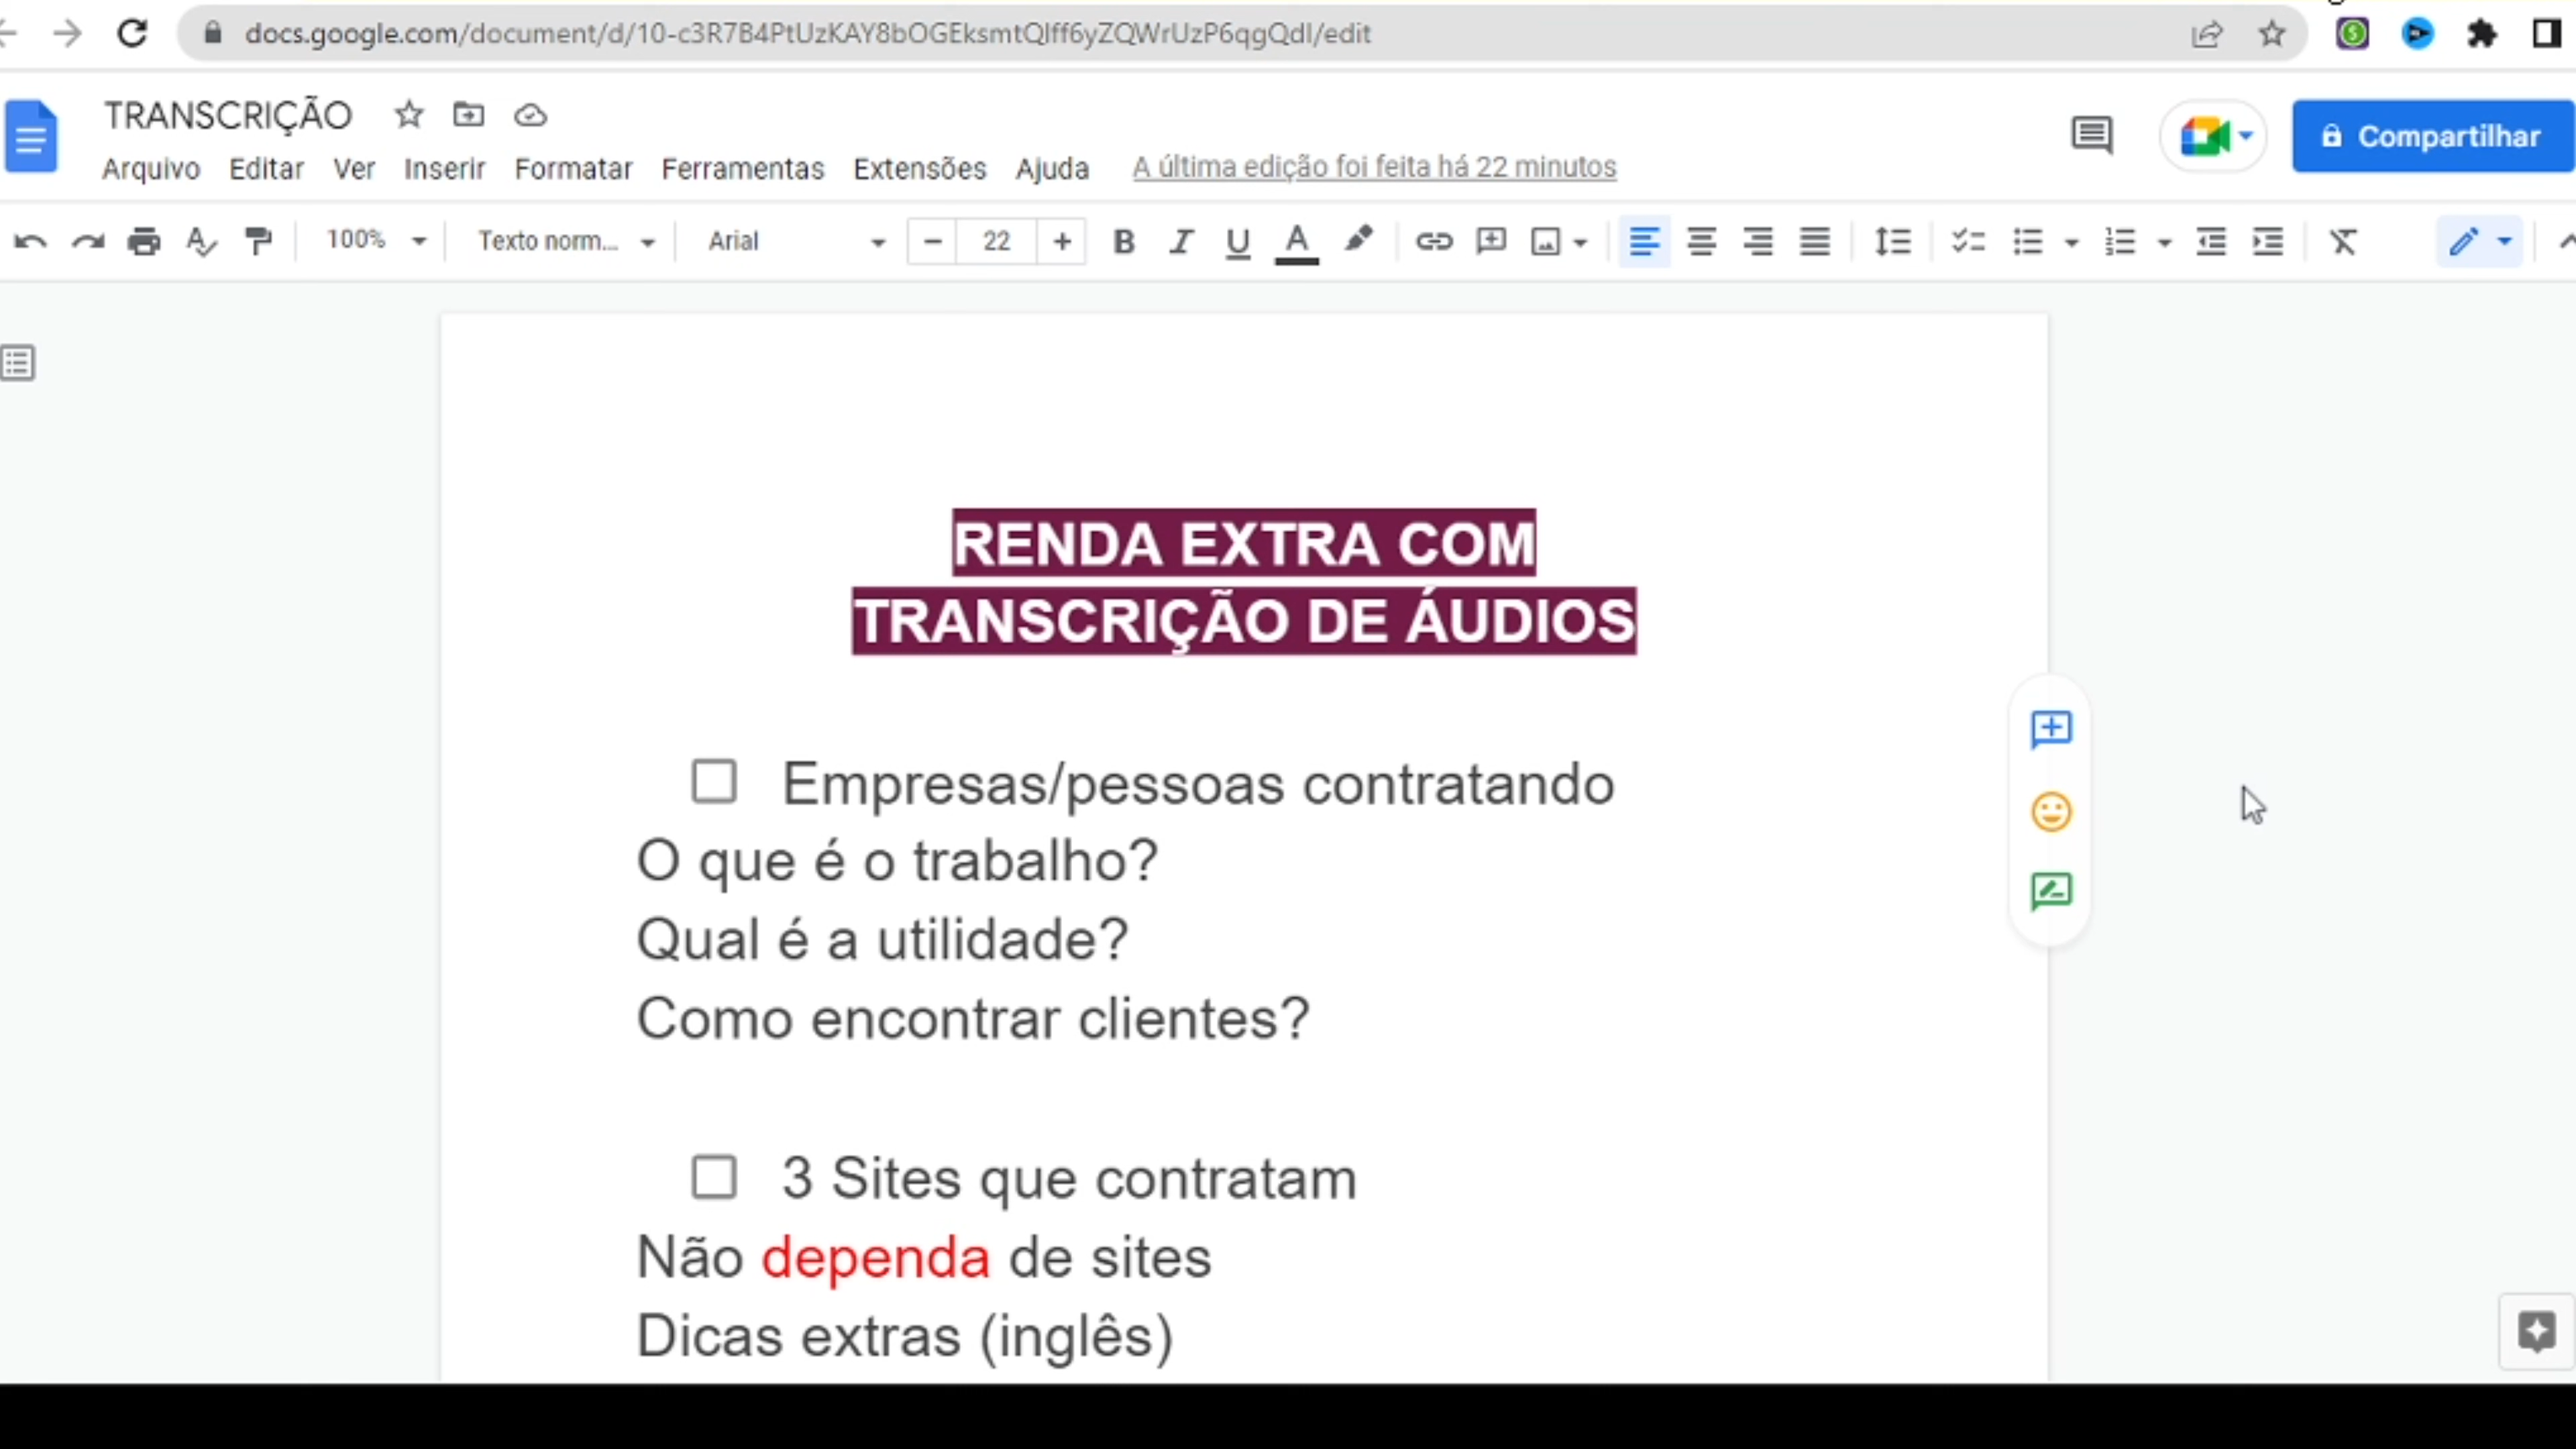 docs.google.com/document/d/10-c3R7B4PtUzKAY8bOGEksmtQJff6yZQWrUzP6qgQdI/edit
TRANSCRIÇÃO
Compartilhar
Arquivo Editar Ver Inserir Formatar Ferramentas Extensões Ajuda A última edição foi feita há 22 minutos
100% Texto norm... Arial 22
RENDA EXTRA COM
TRANSCRIÇÃO DE ÁUDIOS
Empresas/pessoas contratando
O que é o trabalho?
Qual é a utilidade?
Como encontrar clientes?
3 Sites que contratam
Não depende de sites
Dicas extras (inglês)